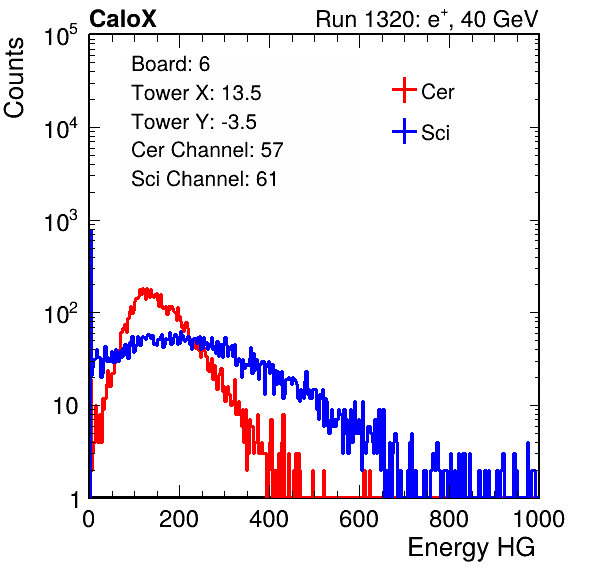 CaloX Run 1320: e⁺, 40 GeV
Counts
Board: 6
Tower X: 13.5
Tower Y: -3.5
Cer Channel: 57
Sci Channel: 61
Cer
Sci
10⁵
10⁴
10³
10²
10
1
0 200 400 600 800 1000
Energy HG